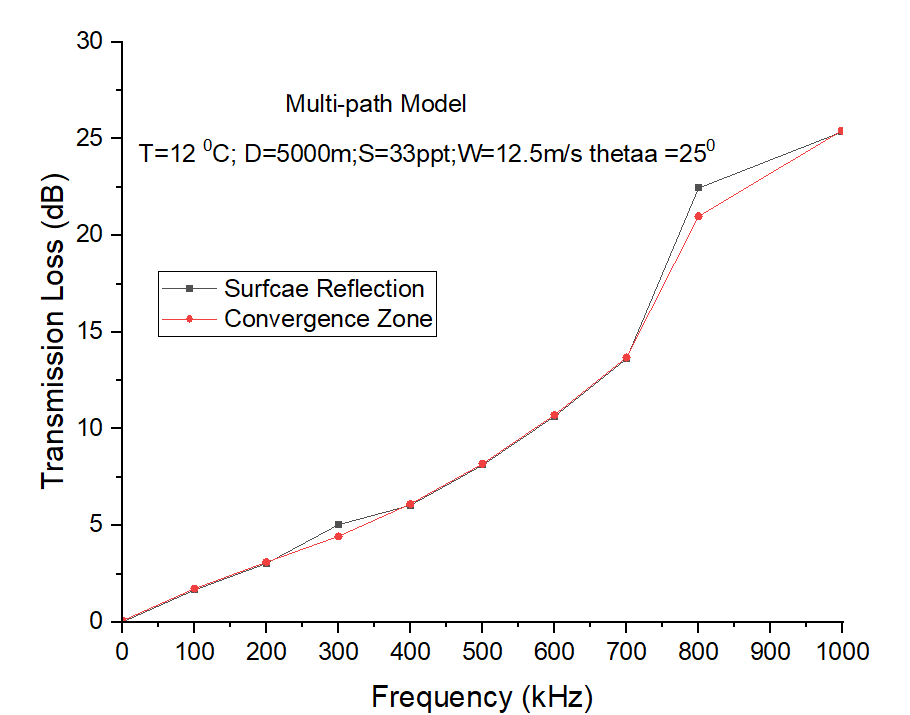 30
Multi-path Model
25
T=12 ⁰C; D=5000m;S=33ppt;W=12.5m/s thetaa =25⁰
20
Surfcae Reflection
Convergence Zone
15
10
5
0
Transmission Loss (dB)
0 100 200 300 400 500 600 700 800 900 1000
Frequency (kHz)